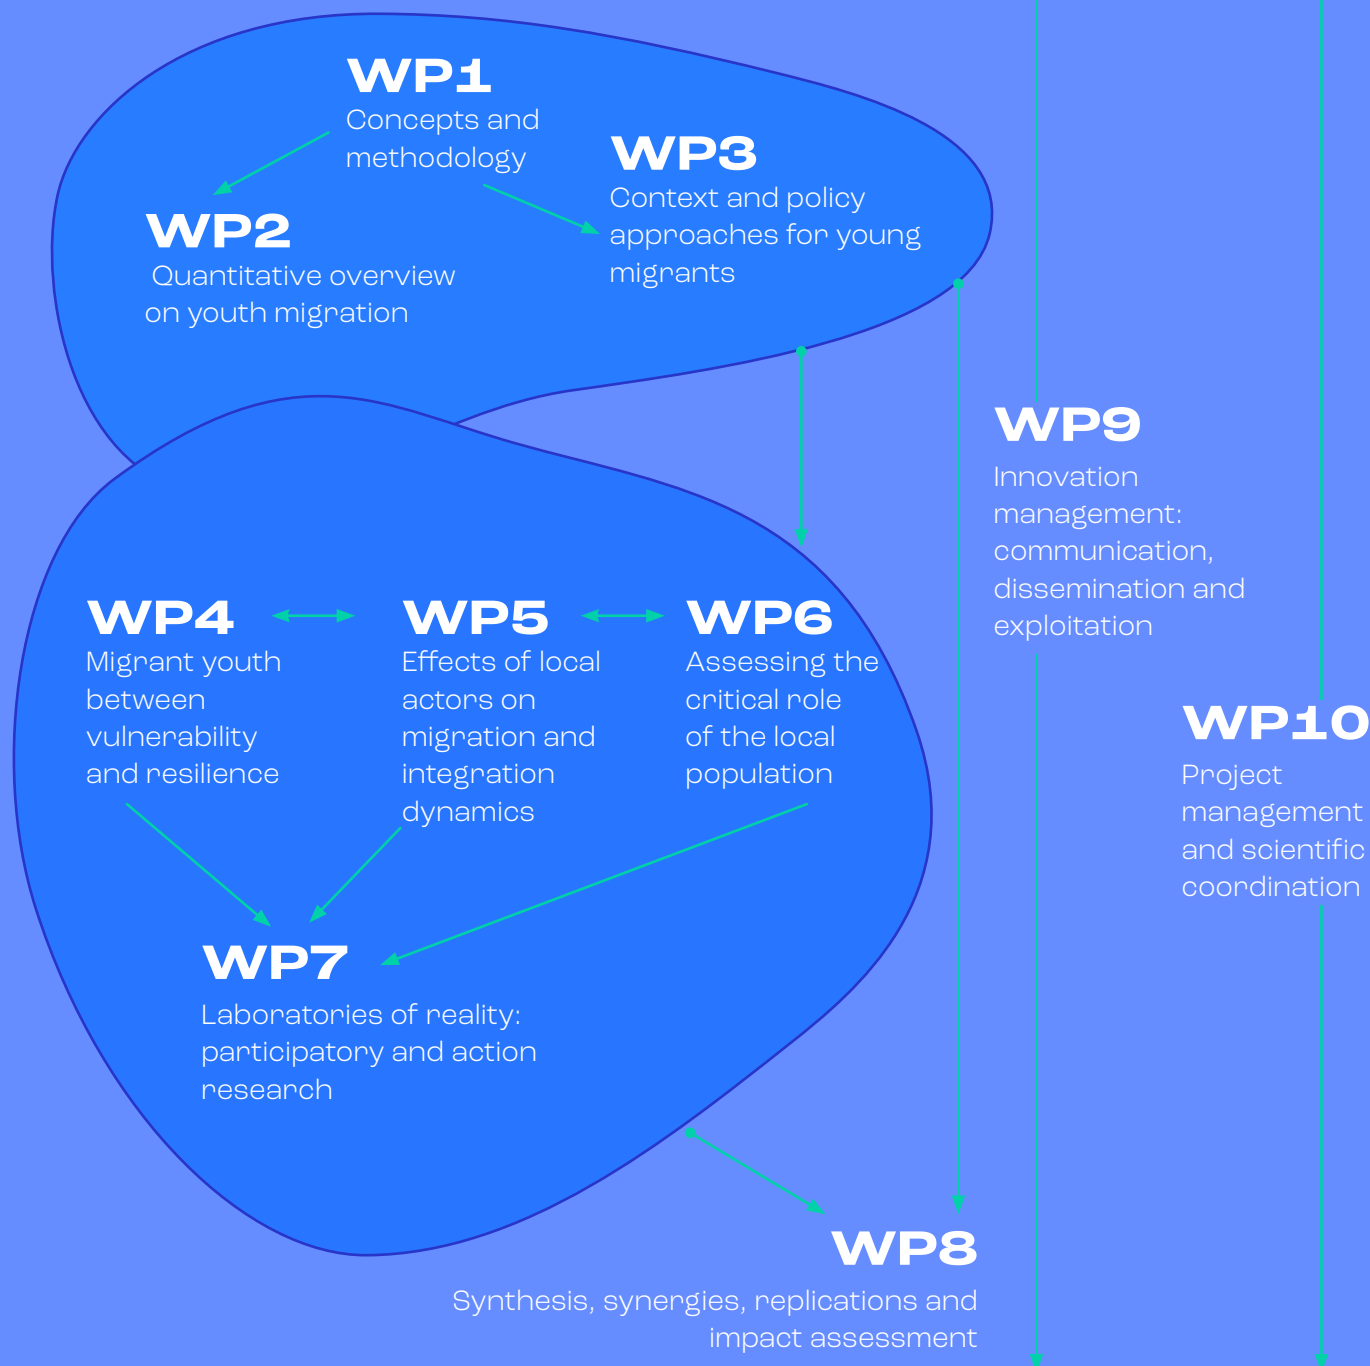 WP1
Concepts and
methodology
WP2
Quantitative overview
on youth migration
WP3
Context and policy
approaches for young
migrants
WP9
Innovation
management:
communication,
dissemination and
exploitation
WP4
Migrant youth
between
vulnerability
and resilience
WP5
Effects of local
actors on
migration and
integration
dynamics
WP6
Assessing the
critical role
of the local
population
WP10
Project
management
and scientific
coordination
WP7
Laboratories of reality:
participatory and action
research
WP8
Synthesis, synergies, replications and
impact assessment